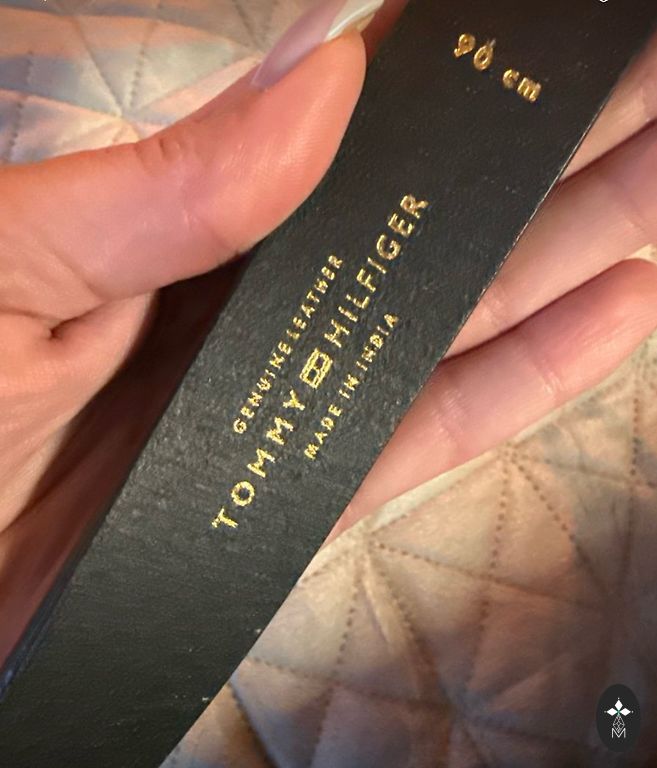 90 cm
GENUINE LEATHER
TOMMY HILFIGER
MADE IN INDIA